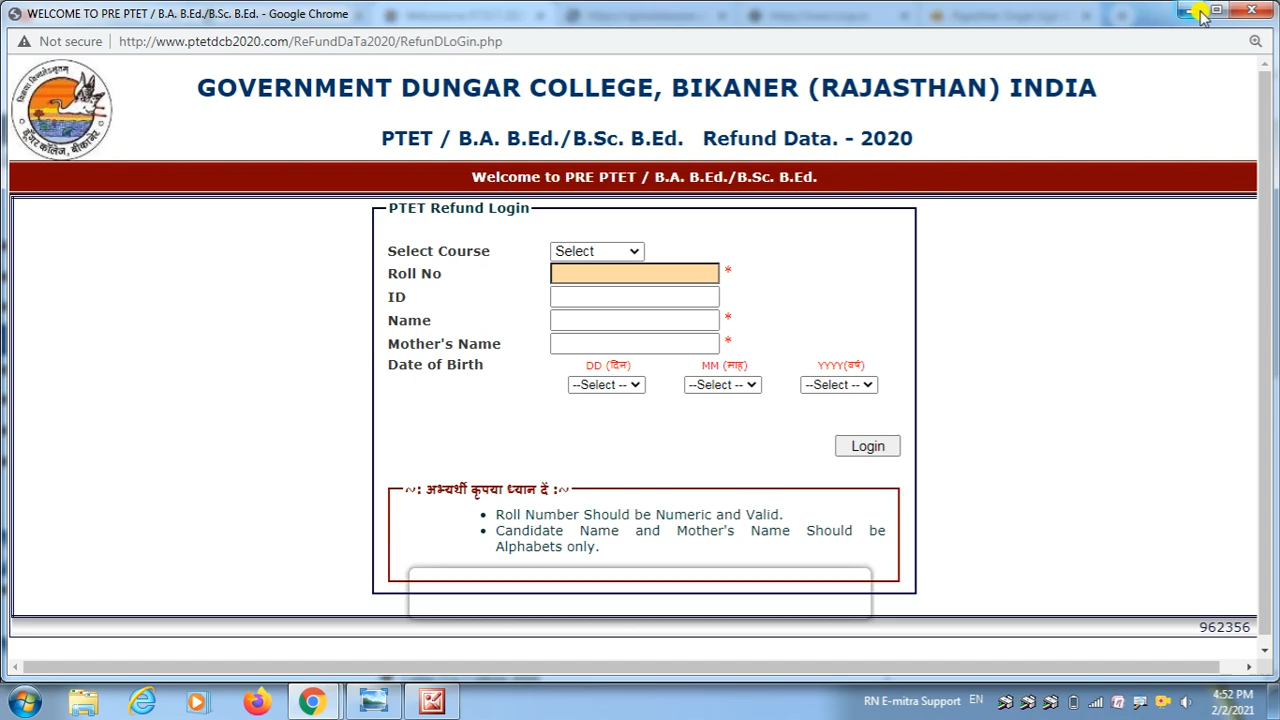 WELCOME TO PRE PTET / B.A. B.Ed./B.Sc. B.Ed. - Google Chrome
Not secure http://www.ptetdcb2020.com/ReFundDaTa2020/RefunDLoGin.php
GOVERNMENT DUNGAR COLLEGE, BIKANER (RAJASTHAN) INDIA
PTET / B.A. B.Ed./B.Sc. B.Ed. Refund Data. - 2020
Welcome to PRE PTET / B.A. B.Ed./B.Sc. B.Ed.
PTET Refund Login
Select Course Select
Roll No *
ID
Name *
Mother's Name *
Date of Birth DD (दिन) MM (माह) YYYY(वर्ष)
--Select -- --Select -- --Select --
Login
~: अभ्यर्थी कृपया ध्यान दें :~
• Roll Number Should be Numeric and Valid.
• Candidate Name and Mother's Name Should be
Alphabets only.
962356
RN E-mitra Support EN 4:52 PM
2/2/2021